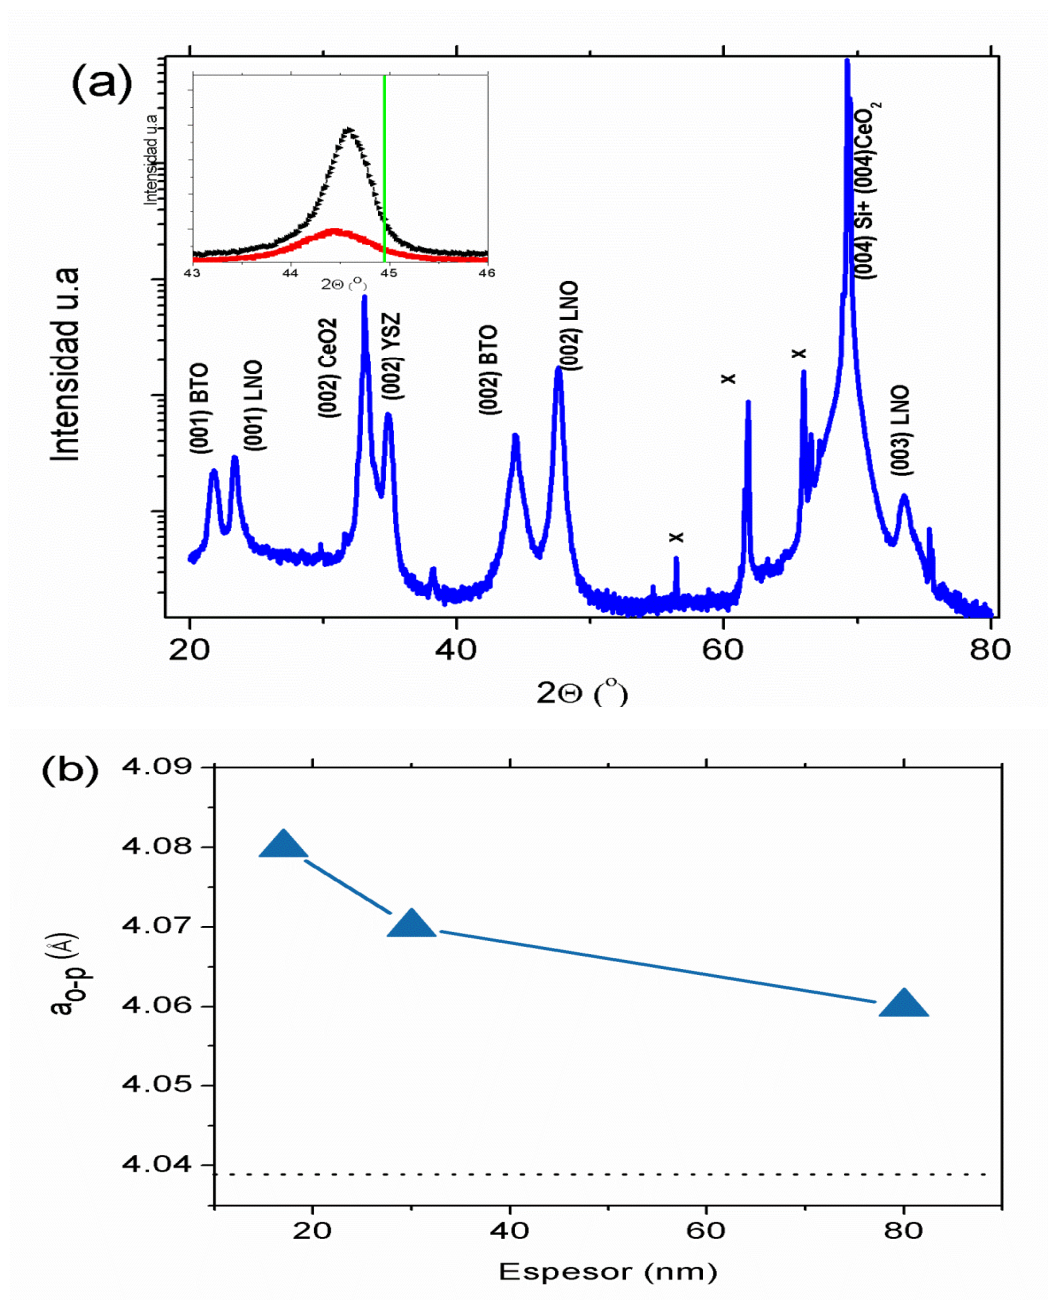 (a)
Intensidad u.a
43
44
45
46
2Θ (°)
Intensidad u.a
(001) BTO
(001) LNO
(002) CeO2
(002) YSZ
(002) BTO
(002) LNO
x
x
x
(004) Si+ (004)CeO₂
(003) LNO
20
40
60
80
2Θ (°)
(b)
4.09
4.08
4.07
4.06
4.05
4.04
a₀₋ₚ (Å)
20
40
60
80
Espesor (nm)